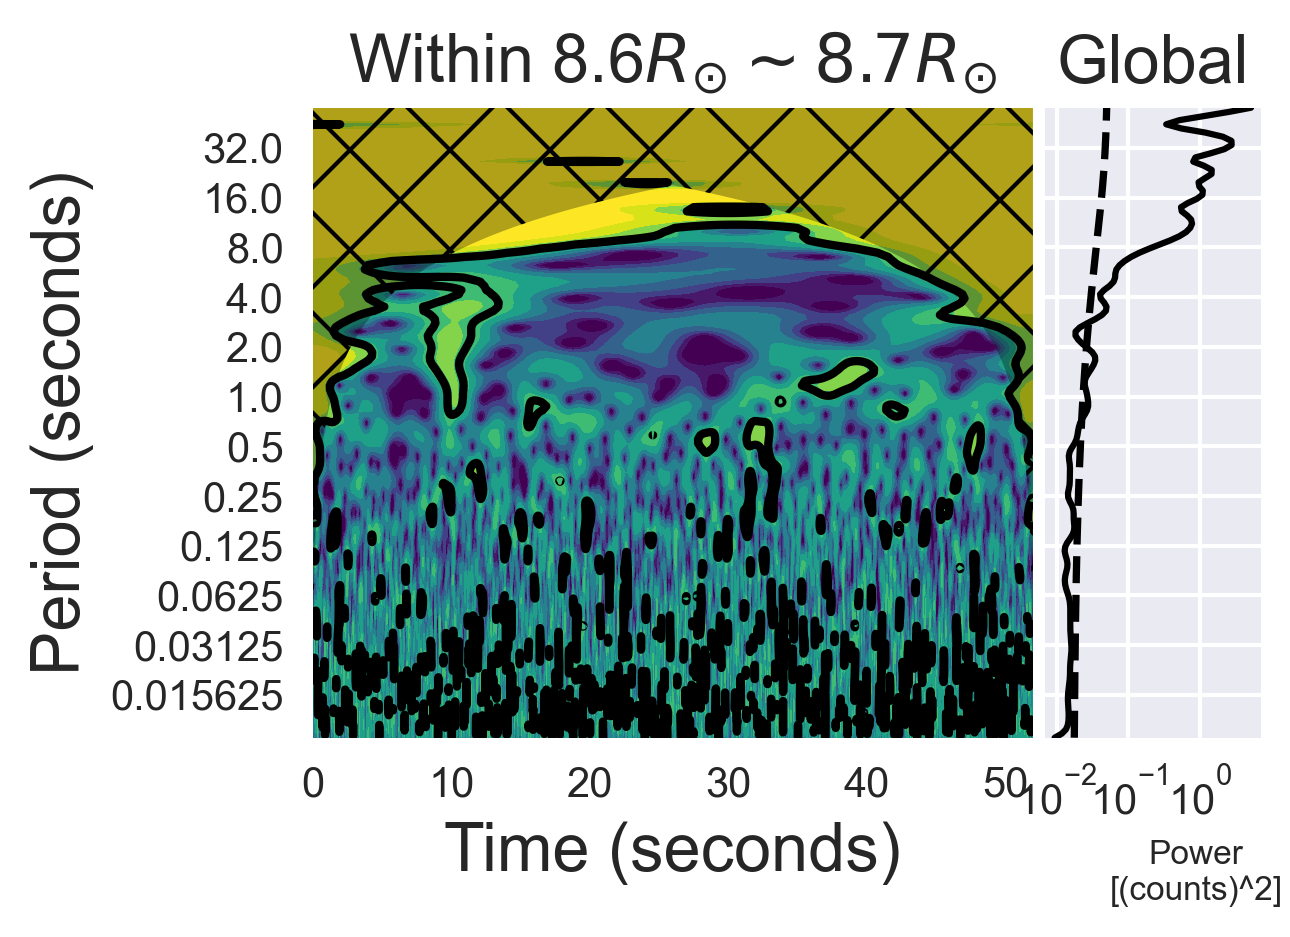 Within 8.6R⊙ ~ 8.7R⊙
Global
Period (seconds)
32.0
16.0
8.0
4.0
2.0
1.0
0.5
0.25
0.125
0.0625
0.03125
0.015625
0 10 20 30 40 50
10⁻² 10⁻¹ 10⁰
Time (seconds)
Power
[(counts)^2]